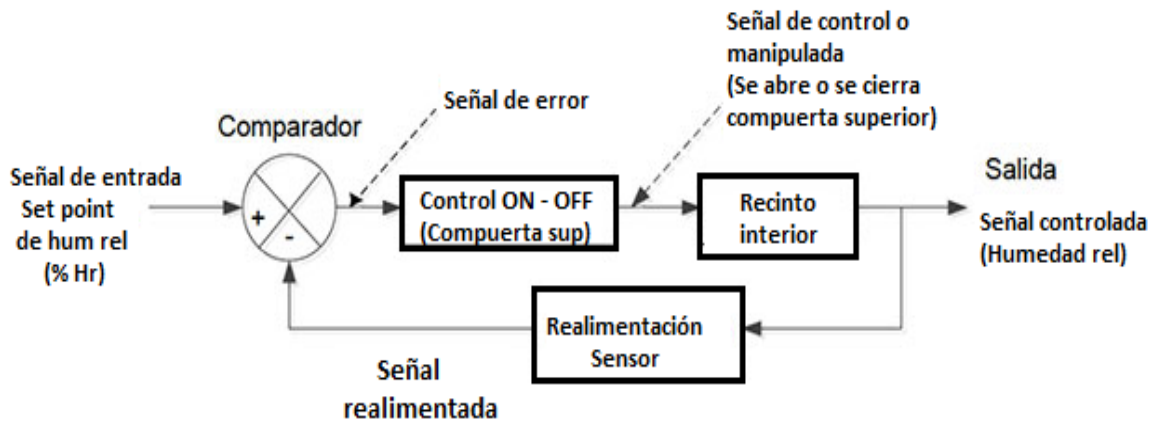 Señal de control o
manipulada
(Se abre o se cierra
compuerta superior)
Señal de error
Comparador
Señal de entrada
Set point
de hum rel
(% Hr)
+
-
Control ON - OFF
(Compuerta sup)
Recinto
interior
Salida
Señal controlada
(Humedad rel)
Realimentación
Sensor
Señal
realimentada